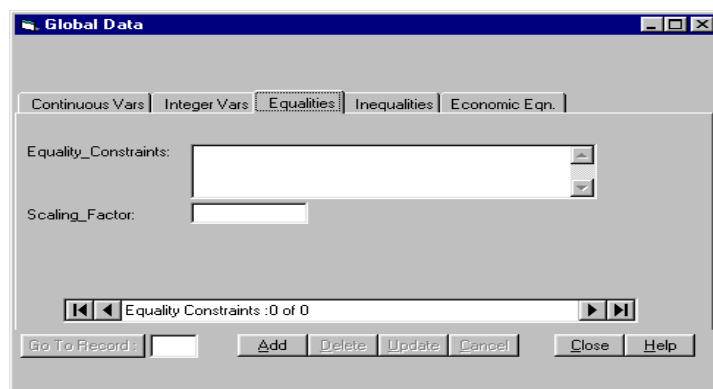 Global Data
Continuous Vars Integer Vars Equalities Inequalities Economic Eqn.
Equality_Constraints:
Scaling_Factor:
Equality Constraints :0 of 0
Go To Record : Add Delete Update Cancel Close Help